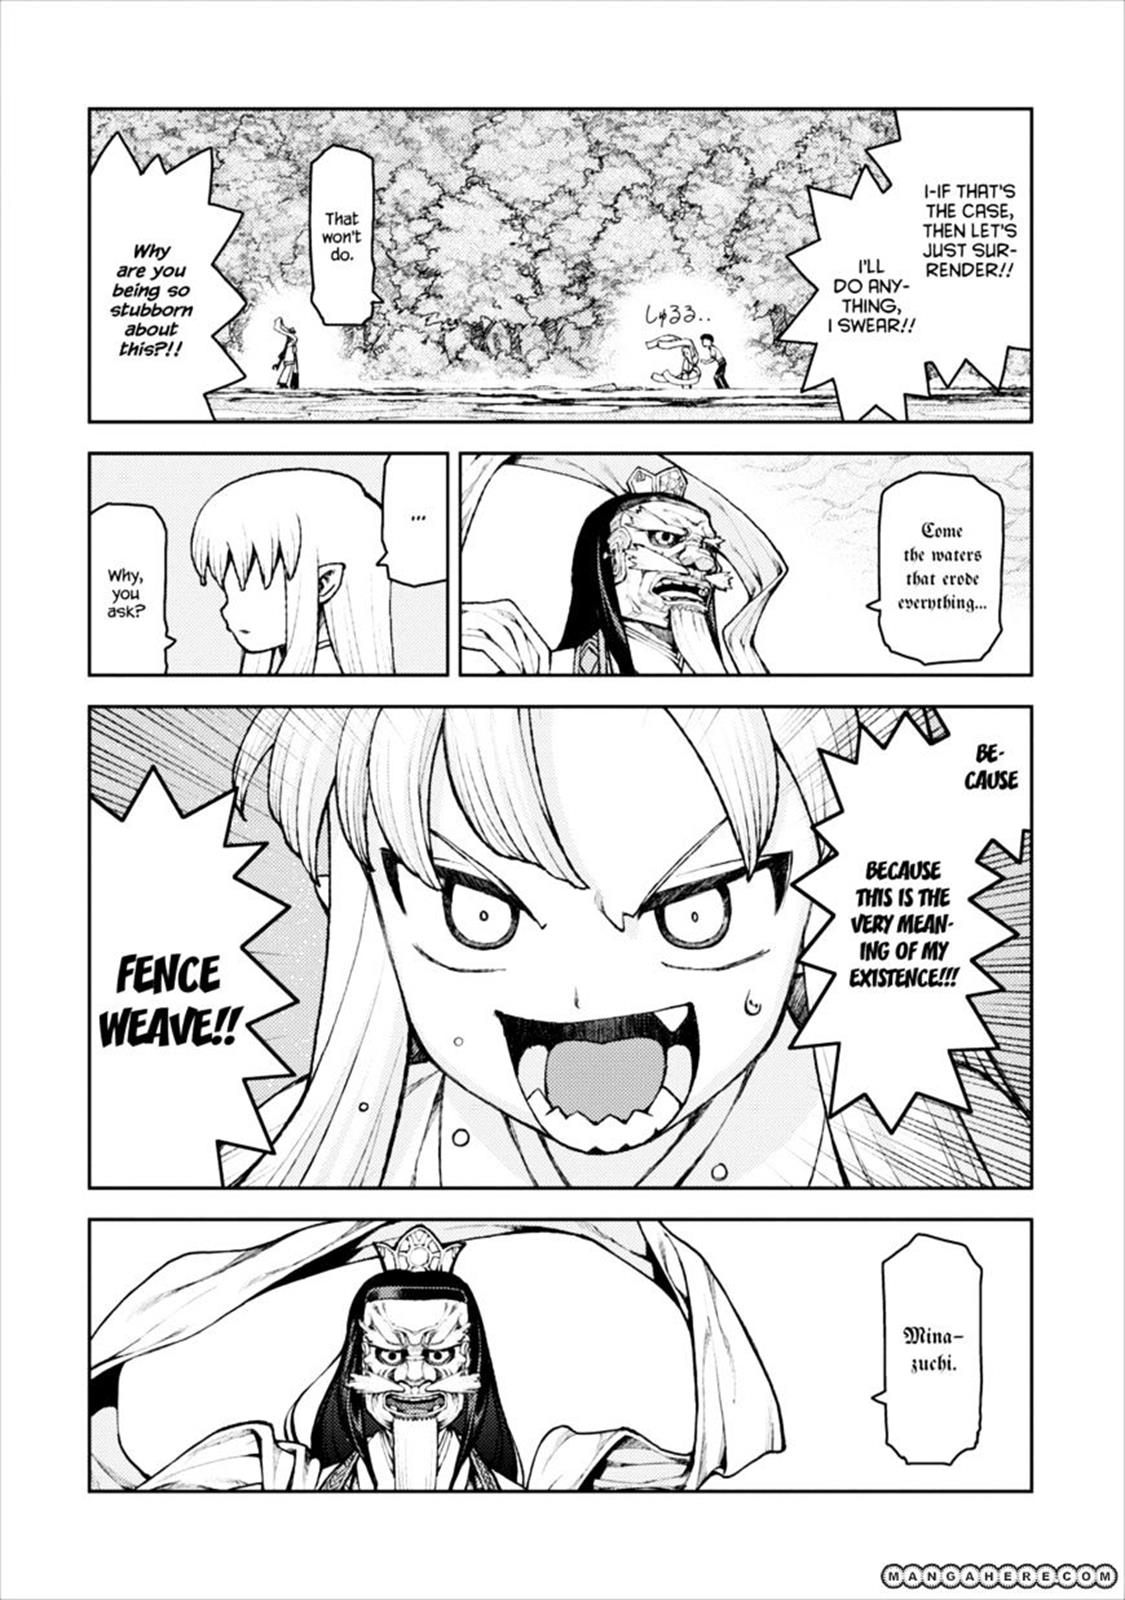 I-IF THAT'S
THE CASE,
THEN LET'S
JUST SUR-
RENDER!!
I'LL
DO ANY-
THING,
I SWEAR!!
しゅるる..
That
won't
do.
Why
are you
being so
stubborn
about
this?!!
Come
the waters
that erode
everything...
...
Why,
you
ask?
BE-
CAUSE
BECAUSE
THIS IS THE
VERY MEAN-
ING OF MY
EXISTENCE!!!
FENCE
WEAVE!!
Mina-
zuchi.
MANGAHERE.COM